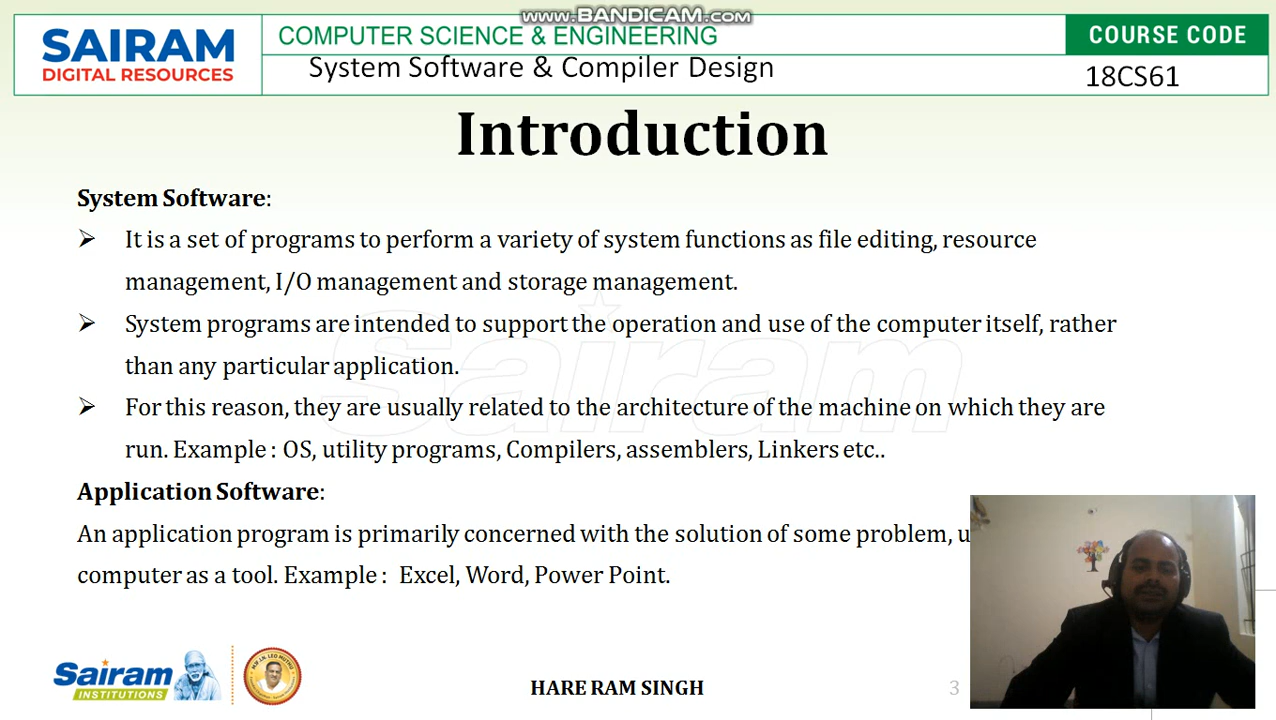 www.BANDICAM.com
SAIRAM
DIGITAL RESOURCES
COMPUTER SCIENCE & ENGINEERING
COURSE CODE
System Software & Compiler Design
18CS61
Introduction
System Software:
It is a set of programs to perform a variety of system functions as file editing, resource
management, I/O management and storage management.
System programs are intended to support the operation and use of the computer itself, rather
than any particular application.
For this reason, they are usually related to the architecture of the machine on which they are
run. Example : OS, utility programs, Compilers, assemblers, Linkers etc..
Sairam
Application Software:
An application program is primarily concerned with the solution of some problem, u
computer as a tool. Example :  Excel, Word, Power Point.
Sairam
INSTITUTIONS
HARE RAM SINGH
3